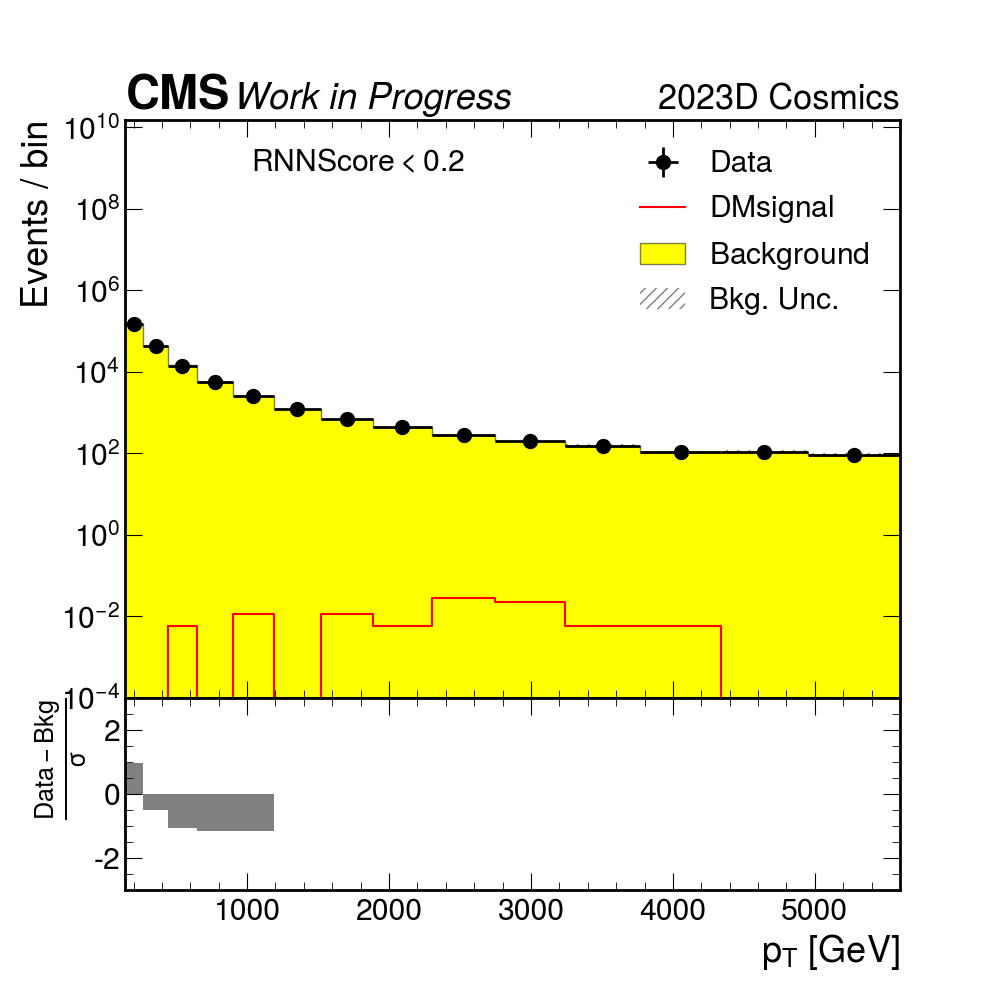 CMS Work in Progress 2023D Cosmics
Events / bin
10^10
10^8
10^6
10^4
10^2
10^0
10^−2
10^−4
RNNScore < 0.2
Data
DMsignal
Background
Bkg. Unc.
Data − Bkg
σ
2
0
-2
1000 2000 3000 4000 5000
p_T [GeV]